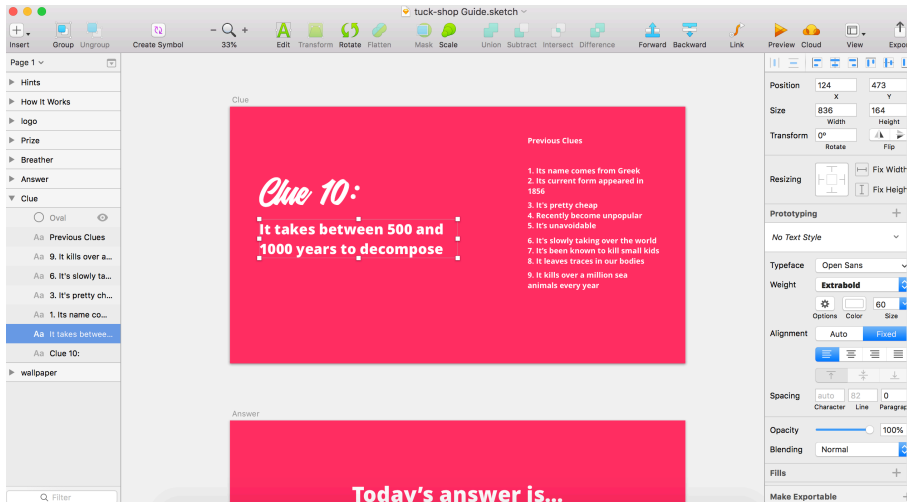 tuck-shop Guide.sketch
Insert
Group
Ungroup
Create Symbol
33%
Edit
Transform
Rotate
Flatten
Mask
Scale
Union
Subtract
Intersect
Difference
Forward
Backward
Link
Preview
Cloud
View
Page 1
Hints
How It Works
logo
Prize
Breather
Answer
Clue
Oval
Aa Previous Clues
Aa 9. It kills over a...
Aa 6. It's slowly ta...
Aa 3. It's pretty ch...
Aa 1. Its name co...
Aa It takes betwee...
Aa Clue 10:
wallpaper
Filter
Clue
Clue 10:
It takes between 500 and
1000 years to decompose
Previous Clues
1. Its name comes from Greek
2. Its current form appeared in
1856
3. It's pretty cheap
4. Recently become unpopular
5. It's unavoidable
6. It's slowly taking over the world
7. It's been known to kill small kids
8. It leaves traces in our bodies
9. It kills over a million sea
animals every year
Answer
Today's answer is...
Position 124 473
X Y
Size 836 164
Width Height
Transform 0°
Rotate Flip
Resizing
Fix Width
Prototyping
No Text Style
Typeface Open Sans
Weight Extrabold
60
Options Color Size
Alignment Auto Fixed
Spacing auto 82 0
Character Line
Opacity 100%
Blending Normal
Fills
Make Exportable